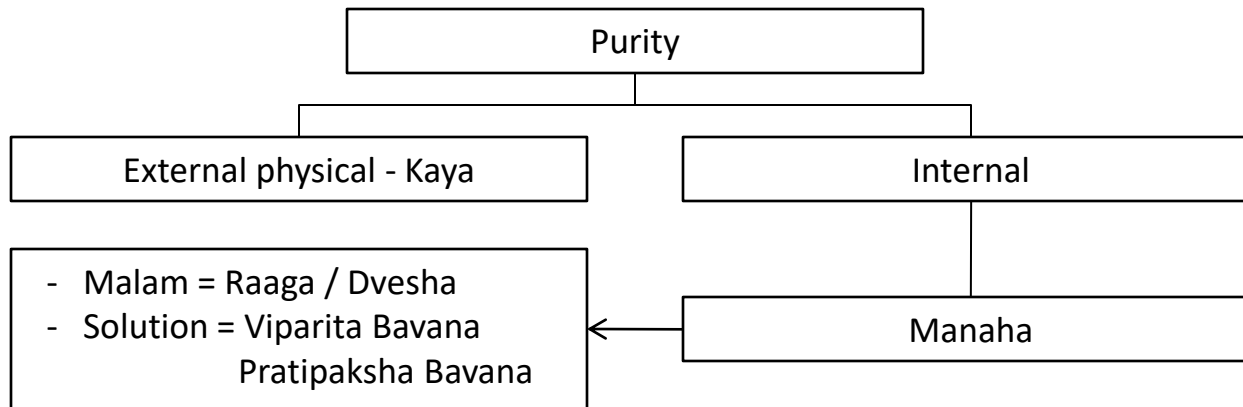 Purity
External physical - Kaya
Internal
- Malam = Raaga / Dvesha
- Solution = Viparita Bavana
Pratipaksha Bavana
Manaha